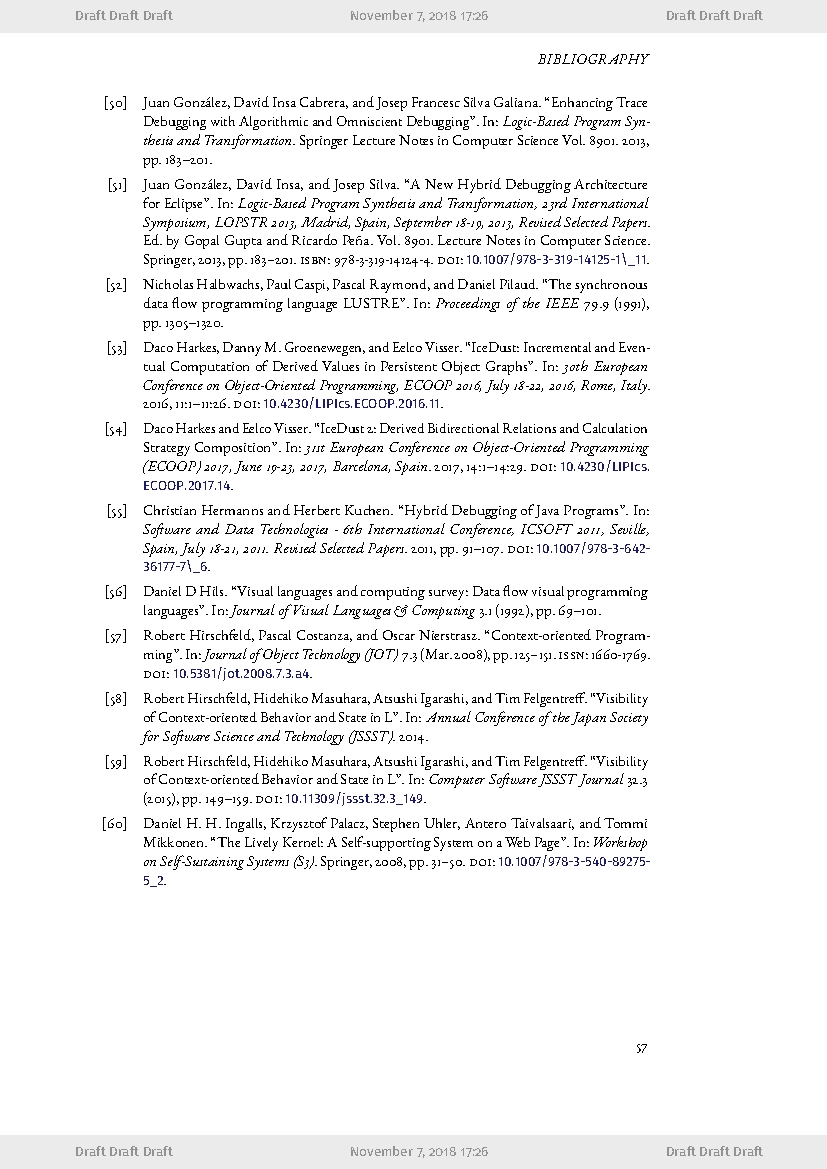 Draft Draft Draft November 7, 2018 17:26 Draft Draft Draft
BIBLIOGRAPHY
[50] Juan González, David Insa Cabrera, and Josep Francesc Silva Galiana. “Enhancing Trace
Debugging with Algorithmic and Omniscient Debugging”. In: Logic-Based Program Syn-
thesis and Transformation. Springer Lecture Notes in Computer Science Vol. 8901. 2013,
pp. 183–201.
[51] Juan González, David Insa, and Josep Silva. “A New Hybrid Debugging Architecture
for Eclipse”. In: Logic-Based Program Synthesis and Transformation, 23rd International
Symposium, LOPSTR 2013, Madrid, Spain, September 18-19, 2013, Revised Selected Papers.
Ed. by Gopal Gupta and Ricardo Peña. Vol. 8901. Lecture Notes in Computer Science.
Springer, 2013, pp. 183–201. ISBN: 978-3-319-14124-4. DOI: 10.1007/978-3-319-14125-1\_11.
[52] Nicholas Halbwachs, Paul Caspi, Pascal Raymond, and Daniel Pilaud. “The synchronous
data flow programming language LUSTRE”. In: Proceedings of the IEEE 79.9 (1991),
pp. 1305–1320.
[53] Daco Harkes, Danny M. Groenewegen, and Eelco Visser. “IceDust: Incremental and Even-
tual Computation of Derived Values in Persistent Object Graphs”. In: 30th European
Conference on Object-Oriented Programming, ECOOP 2016, July 18-22, 2016, Rome, Italy.
2016, 11:1–11:26. DOI: 10.4230/LIPIcs.ECOOP.2016.11.
[54] Daco Harkes and Eelco Visser. “IceDust 2: Derived Bidirectional Relations and Calculation
Strategy Composition”. In: 31st European Conference on Object-Oriented Programming
(ECOOP) 2017, June 19-23, 2017, Barcelona, Spain. 2017, 14:1–14:29. DOI: 10.4230/LIPIcs.
ECOOP.2017.14.
[55] Christian Hermanns and Herbert Kuchen. “Hybrid Debugging of Java Programs”. In:
Software and Data Technologies - 6th International Conference, ICSOFT 2011, Seville,
Spain, July 18-21, 2011. Revised Selected Papers. 2011, pp. 91–107. DOI: 10.1007/978-3-642-
36177-7\_6.
[56] Daniel D Hils. “Visual languages and computing survey: Data flow visual programming
languages”. In: Journal of Visual Languages & Computing 3.1 (1992), pp. 69–101.
[57] Robert Hirschfeld, Pascal Costanza, and Oscar Nierstrasz. “Context-oriented Program-
ming”. In: Journal of Object Technology (JOT) 7.3 (Mar. 2008), pp. 125–151. ISSN: 1660-1769.
DOI: 10.5381/jot.2008.7.3.a4.
[58] Robert Hirschfeld, Hidehiko Masuhara, Atsushi Igarashi, and Tim Felgentreff. “Visibility
of Context-oriented Behavior and State in L”. In: Annual Conference of the Japan Society
for Software Science and Technology (JSSST). 2014.
[59] Robert Hirschfeld, Hidehiko Masuhara, Atsushi Igarashi, and Tim Felgentreff. “Visibility
of Context-oriented Behavior and State in L”. In: Computer Software JSSST Journal 32.3
(2015), pp. 149–159. DOI: 10.11309/jssst.32.3_149.
[60] Daniel H. H. Ingalls, Krzysztof Palacz, Stephen Uhler, Antero Taivalsaari, and Tommi
Mikkonen. “The Lively Kernel: A Self-supporting System on a Web Page”. In: Workshop
on Self-Sustaining Systems (S3). Springer, 2008, pp. 31–50. DOI: 10.1007/978-3-540-89275-
5_2.
57
Draft Draft Draft November 7, 2018 17:26 Draft Draft Draft